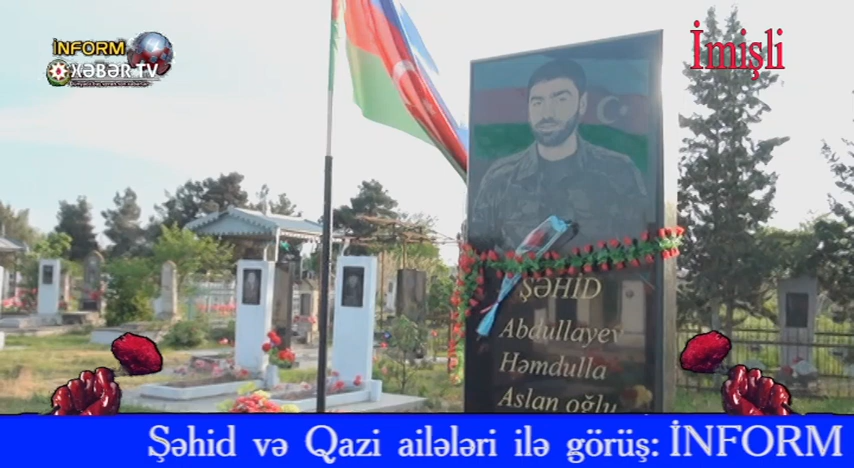 İNFORM
XƏBƏR TV
İmişli
ŞƏHİD
Abdullayev
Həmdulla
Aslan oğlu
Şəhid və Qazi ailələri ilə görüş: İNFORM